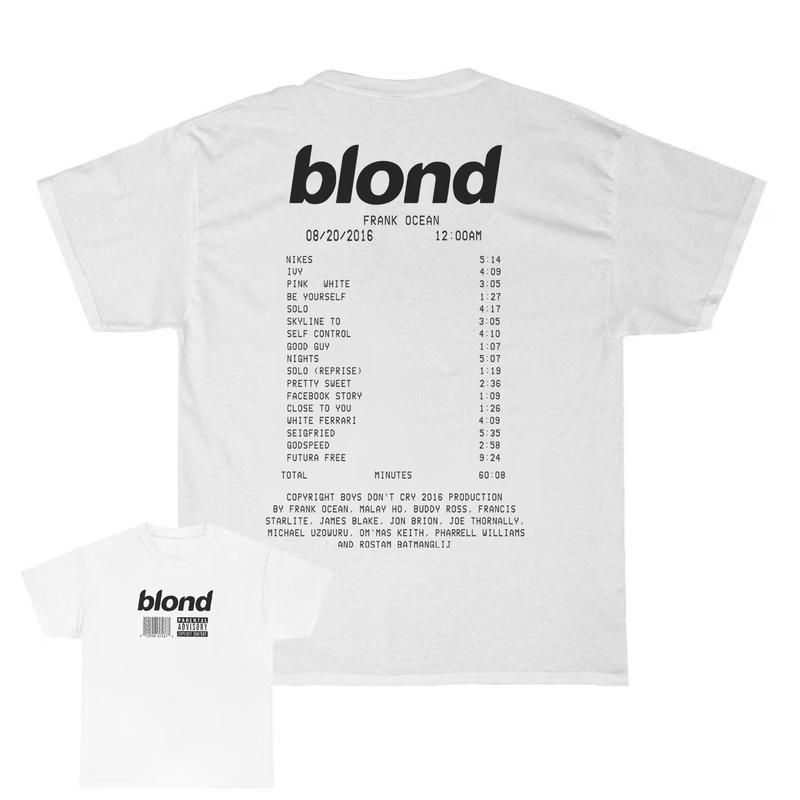 blond
FRANK OCEAN
08/20/2016 12:00AM
NIKES 5:14
IVY 4:09
PINK WHITE 3:05
BE YOURSELF 1:27
SOLO 4:17
SKYLINE TO 3:05
SELF CONTROL 4:10
GOOD GUY 1:07
NIGHTS 5:07
SOLO (REPRISE) 1:19
PRETTY SWEET 2:36
FACEBOOK STORY 1:09
CLOSE TO YOU 1:26
WHITE FERRARI 4:09
SEIGFRIED 5:35
GODSPEED 2:58
FUTURA FREE 9:24
TOTAL MINUTES 60:08
COPYRIGHT BOYS DON'T CRY 2016 PRODUCTION
BY FRANK OCEAN, MALAY HO, BUDDY ROSS, FRANCIS
STARLITE, JAMES BLAKE, JON BRION, JOE THORNALLY,
MICHAEL UZOWURU, OM'MAS KEITH, PHARRELL WILLIAMS
AND ROSTAM BATMANGLIJ
blond
PARENTAL
ADVISORY
EXPLICIT CONTENT